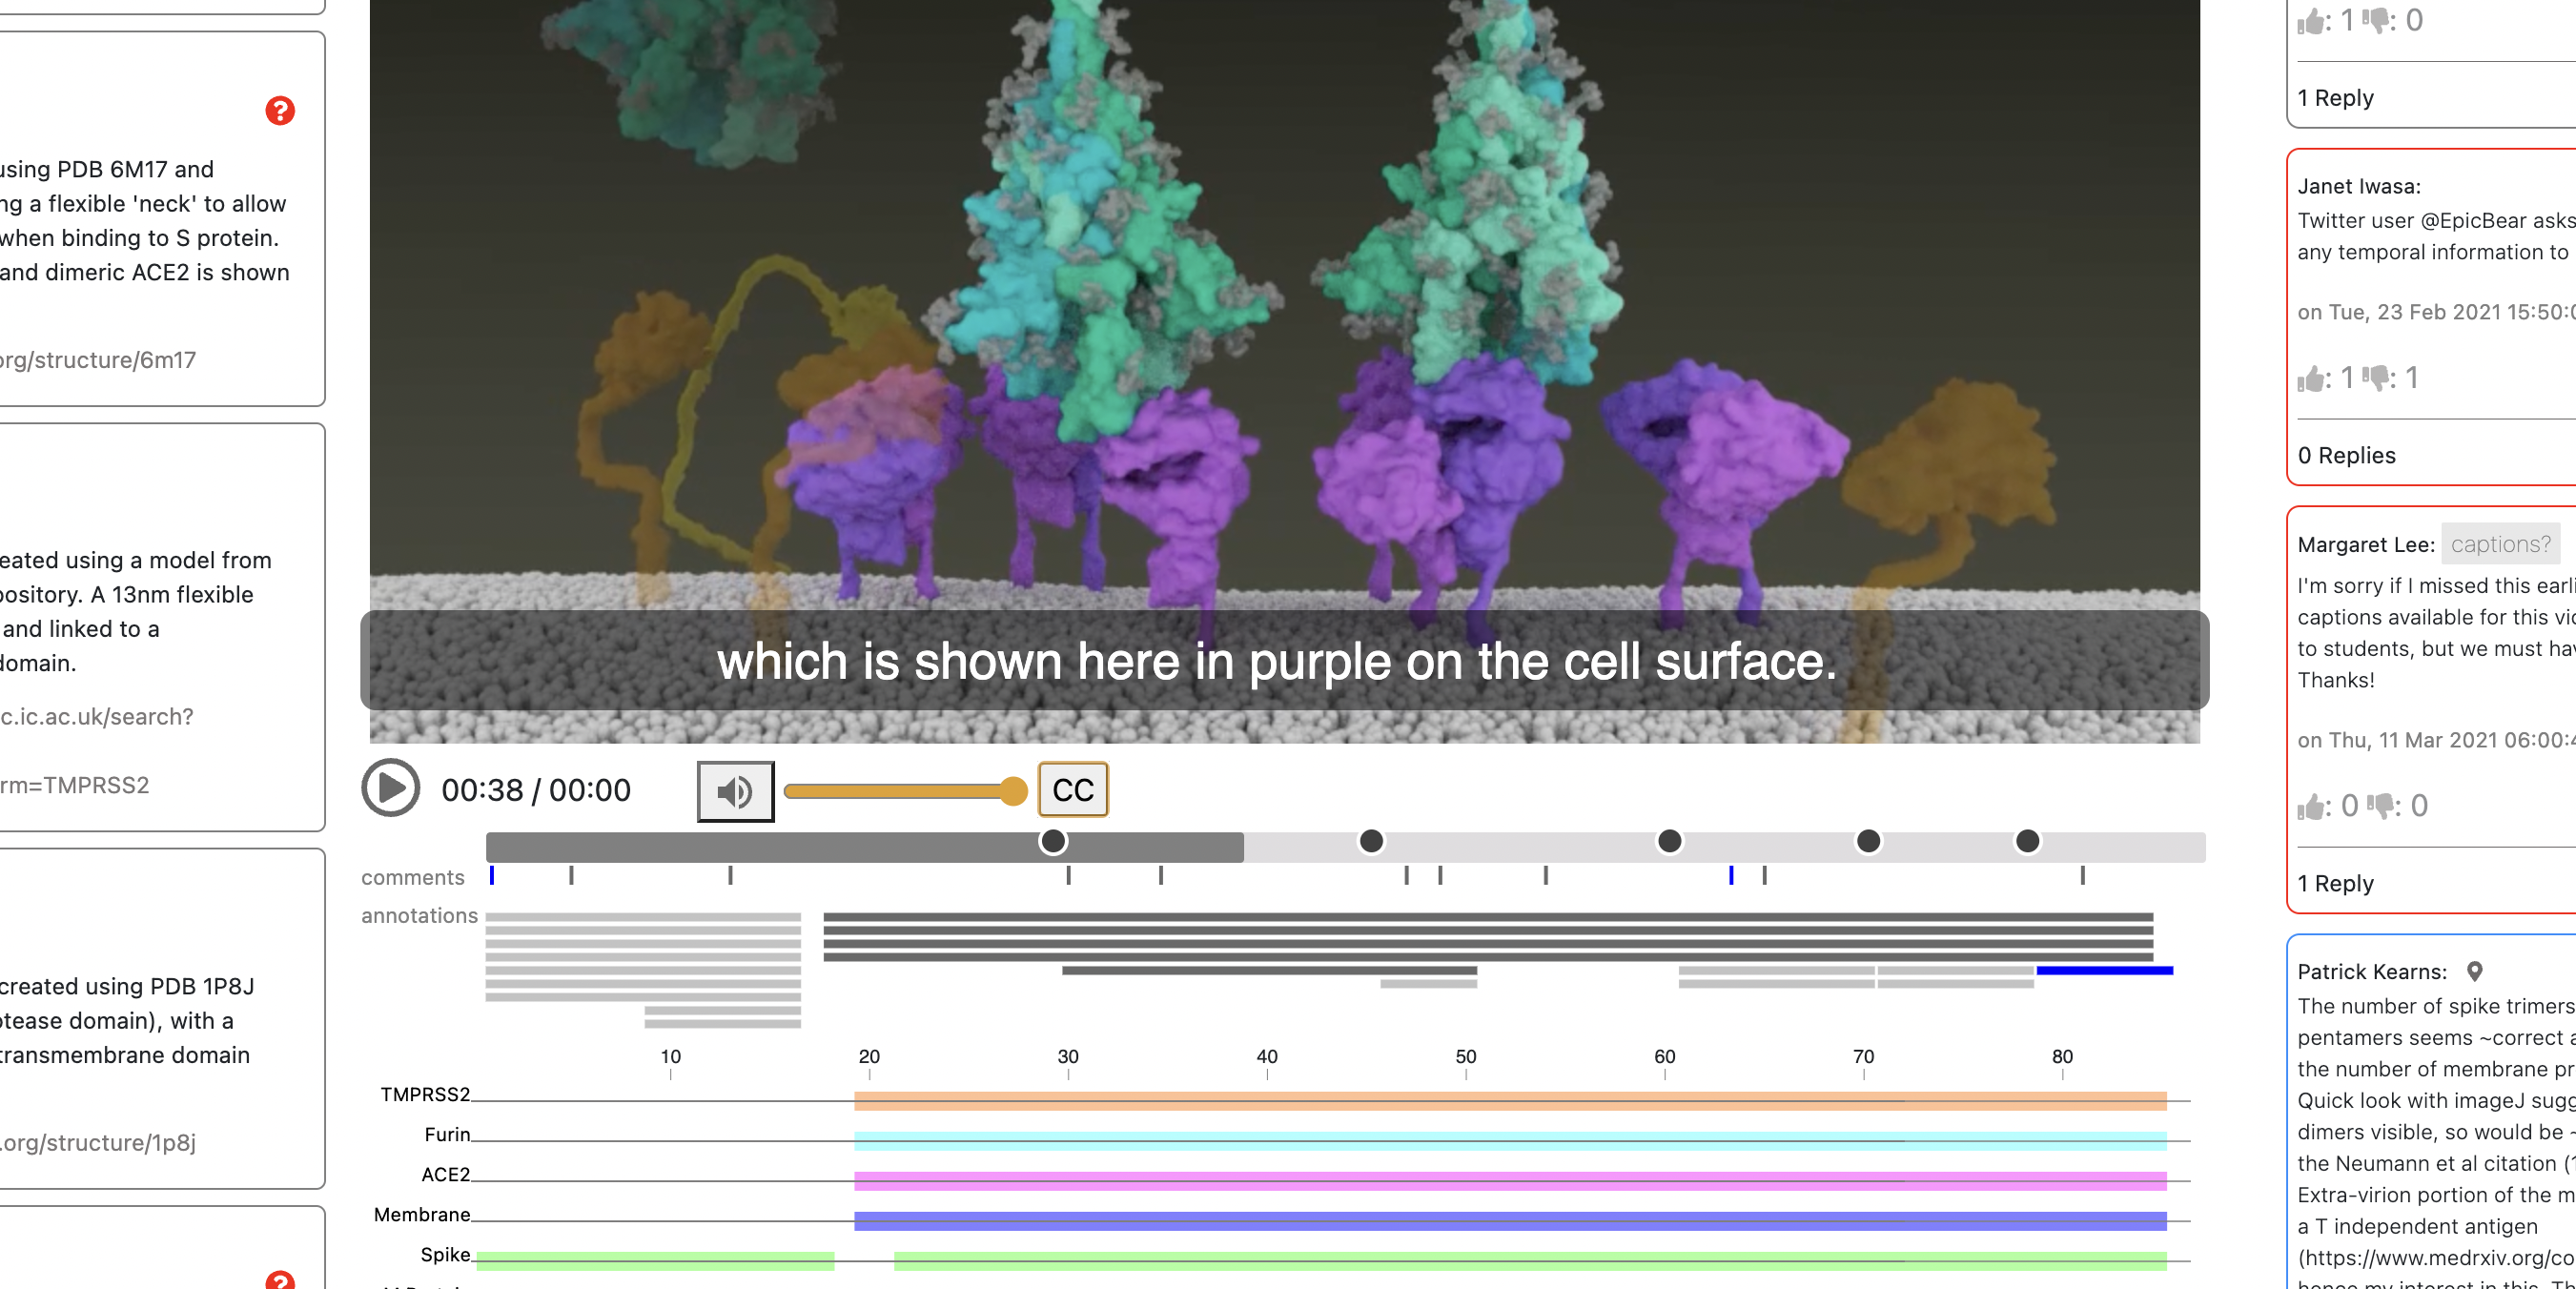 using PDB 6M17 and
ng a flexible 'neck' to allow
when binding to S protein.
and dimeric ACE2 is shown
org/structure/6m17
eated using a model from
pository. A 13nm flexible
and linked to a
domain.
c.ic.ac.uk/search?
rm=TMPRSS2
created using PDB 1P8J
otease domain), with a
transmembrane domain
.org/structure/1p8j
which is shown here in purple on the cell surface.
00:38 / 00:00
CC
comments
annotations
10 20 30 40 50 60 70 80
TMPRSS2
Furin
ACE2
Membrane
Spike
: 1 : 0
1 Reply
Janet Iwasa:
Twitter user @EpicBear asks
any temporal information to
on Tue, 23 Feb 2021 15:50:0
: 1 : 1
0 Replies
Margaret Lee: captions?
I'm sorry if I missed this earli
captions available for this vid
to students, but we must hav
Thanks!
on Thu, 11 Mar 2021 06:00:4
: 0 : 0
1 Reply
Patrick Kearns:
The number of spike trimers
pentamers seems ~correct a
the number of membrane pr
Quick look with imageJ sugg
dimers visible, so would be ~
the Neumann et al citation (1
Extra-virion portion of the m
a T independent antigen
(https://www.medrxiv.org/co